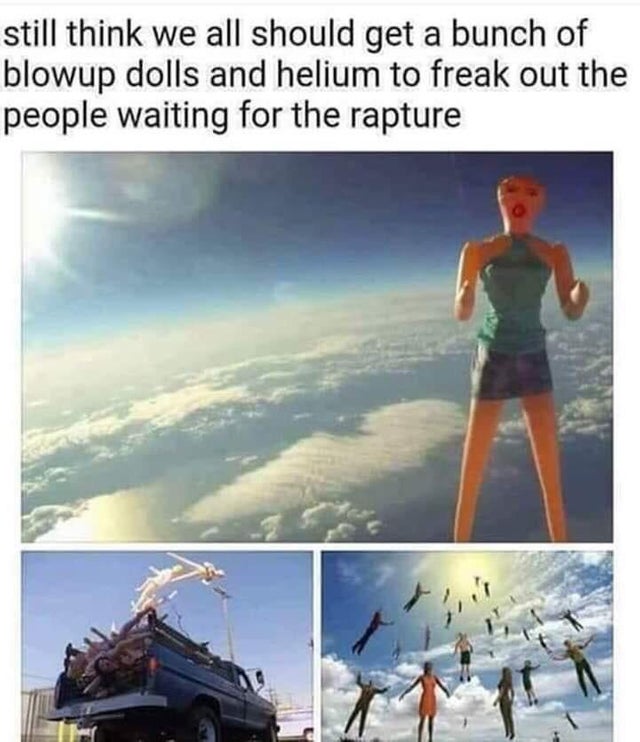 still think we all should get a bunch of
blowup dolls and helium to freak out the
people waiting for the rapture